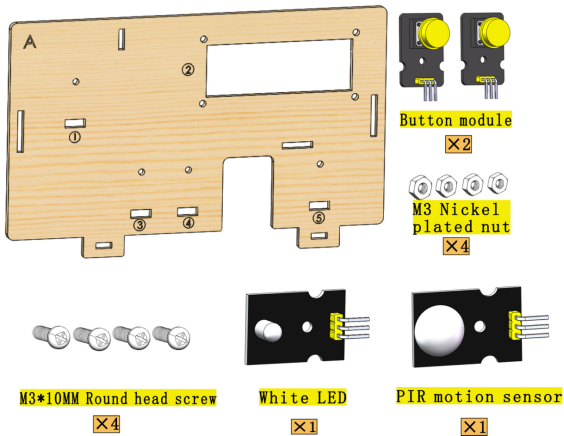 A
②
①
③
④
⑤
Button module
×2
M3 Nickel
plated nut
×4
M3*10MM Round head screw
×4
White LED
×1
PIR motion sensor
×1